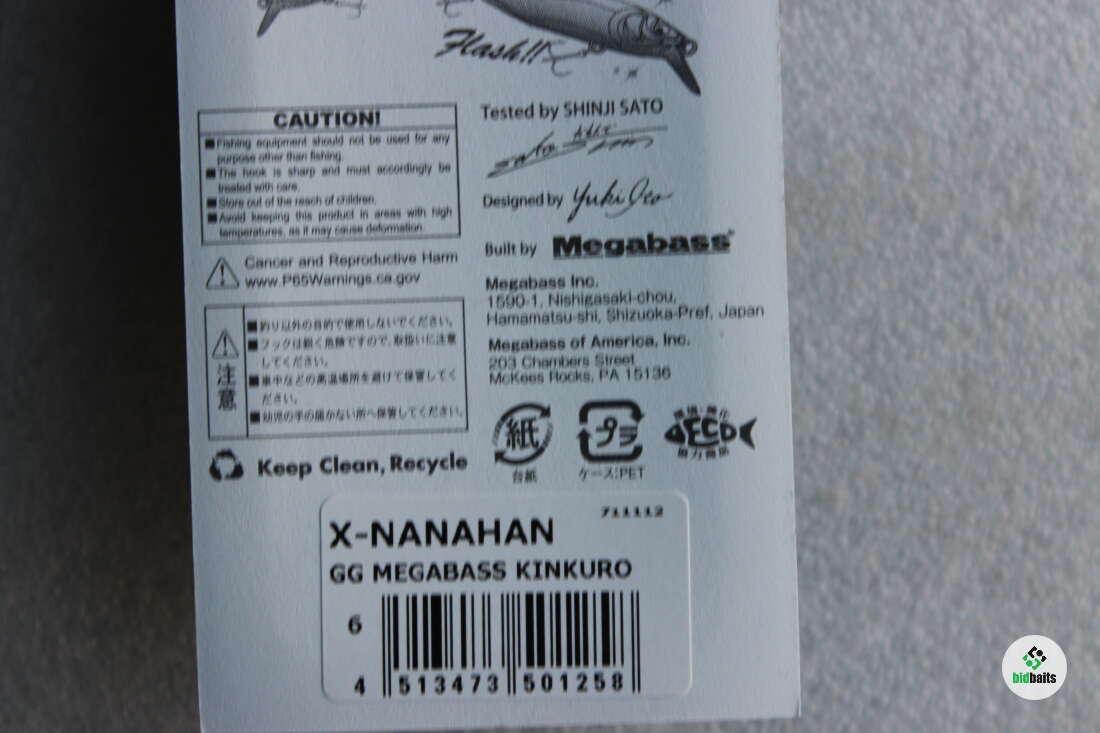 Flash!!
CAUTION!
■Fishing equipment should not be used for any
purpose other than fishing.
■The hook is sharp and must accordingly be
treated with care.
■Store out of the reach of children.
■Avoid keeping this product in areas with high
temperatures, as it may cause deformation.
Cancer and Reproductive Harm
www.P65Warnings.ca.gov
注意
■釣り以外の目的で使用しないでください。
■フックは鋭く危険ですので、取扱いに注意
してください。
■車中などの高温場所を避けて保管してく
ださい。
■幼児の手の届かない所へ保管してください。
Keep Clean, Recycle
Tested by SHINJI SATO
Designed by Yuki Ito
Built by Megabass
Megabass Inc.
1590-1, Nishigasaki-chou,
Hamamatsu-shi, Shizuoka-Pref, Japan
Megabass of America, Inc.
203 Chambers Street
McKees Rocks, PA 15136
紙
台紙
プラ
ケース:PET
環境・進化
ECO
協力商品
711112
X-NANAHAN
GG MEGABASS KINKURO
6
4 513473 501258
bidbaits